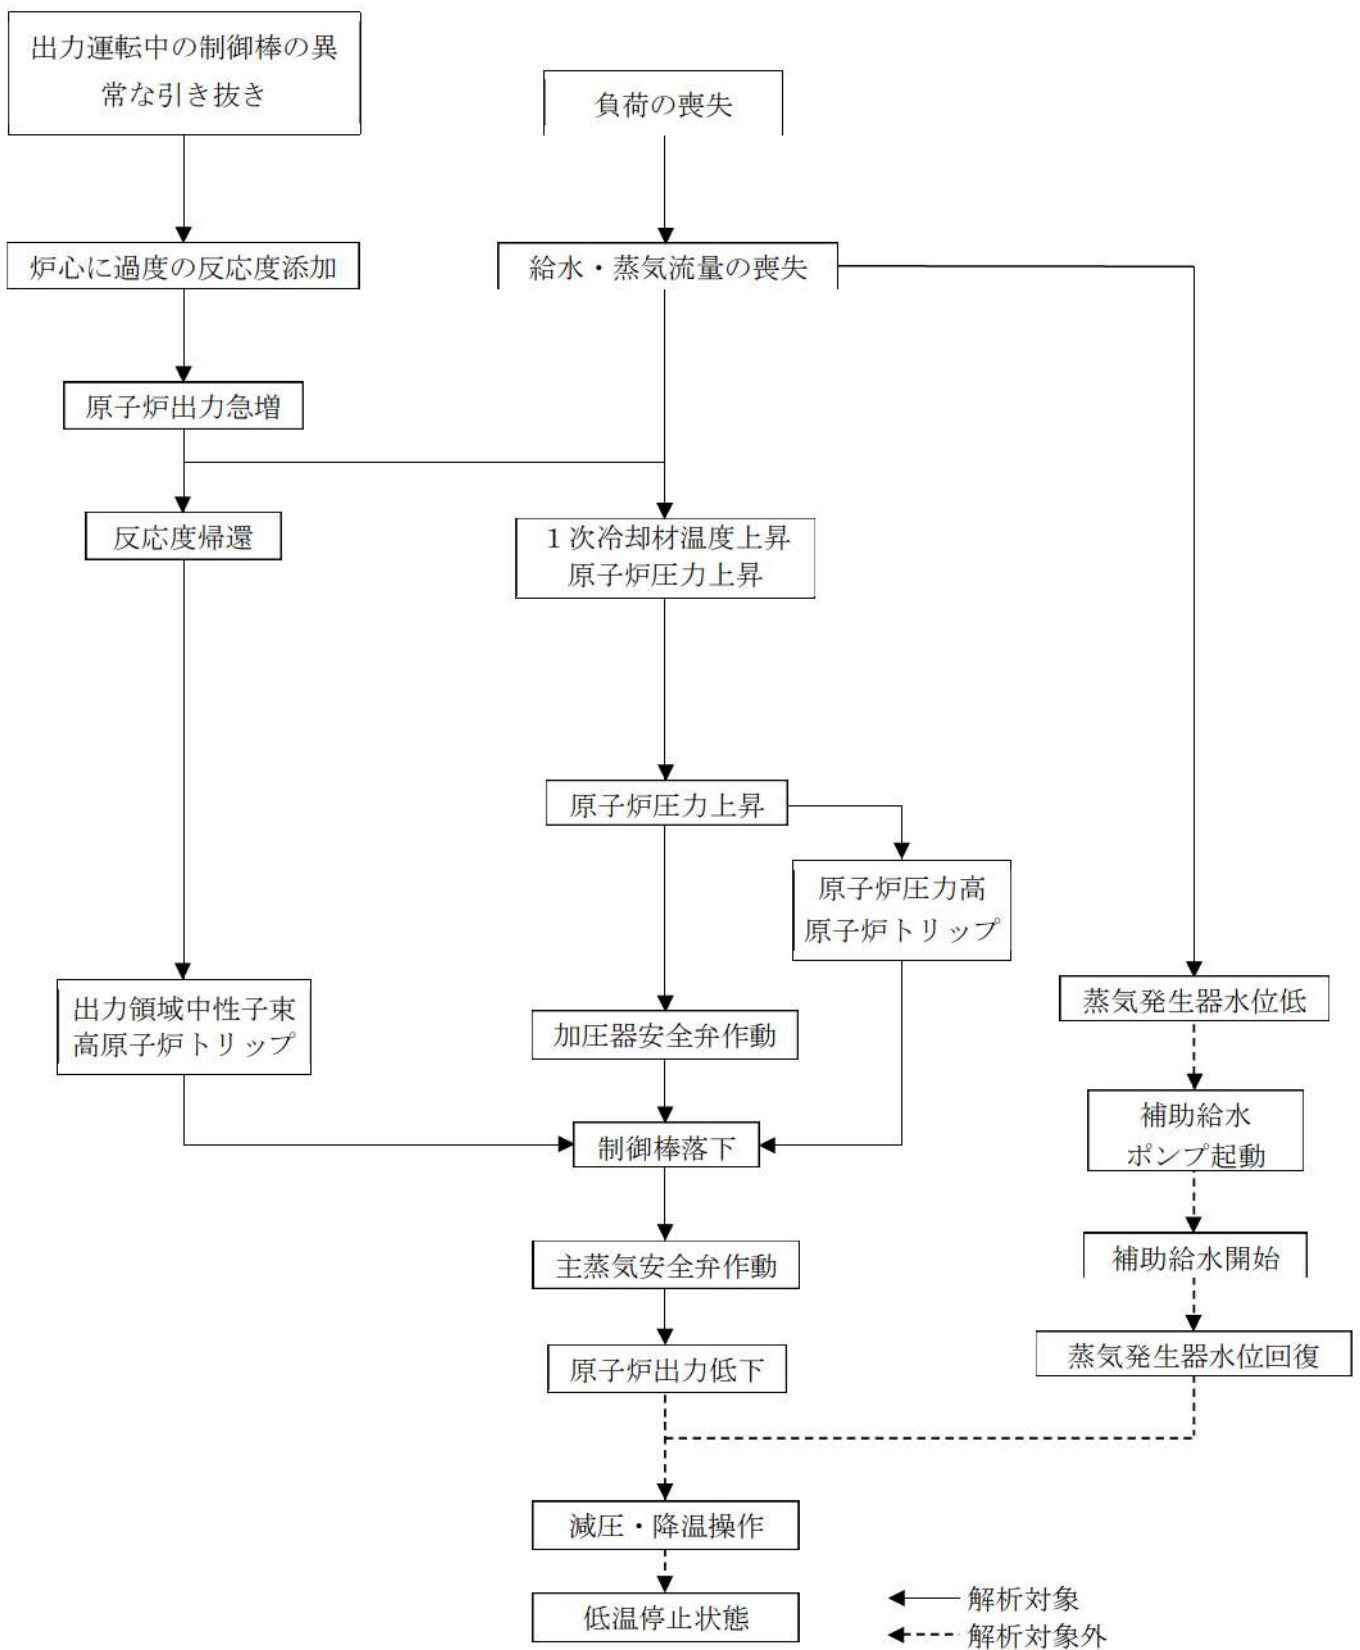 出力運転中の制御棒の異
常な引き抜き
負荷の喪失
炉心に過度の反応度添加
給水・蒸気流量の喪失
原子炉出力急増
反応度帰還
１次冷却材温度上昇
原子炉圧力上昇
原子炉圧力上昇
原子炉圧力高
原子炉トリップ
出力領域中性子束
高原子炉トリップ
蒸気発生器水位低
加圧器安全弁作動
補助給水
ポンプ起動
制御棒落下
主蒸気安全弁作動
補助給水開始
原子炉出力低下
蒸気発生器水位回復
減圧・降温操作
低温停止状態
解析対象
解析対象外